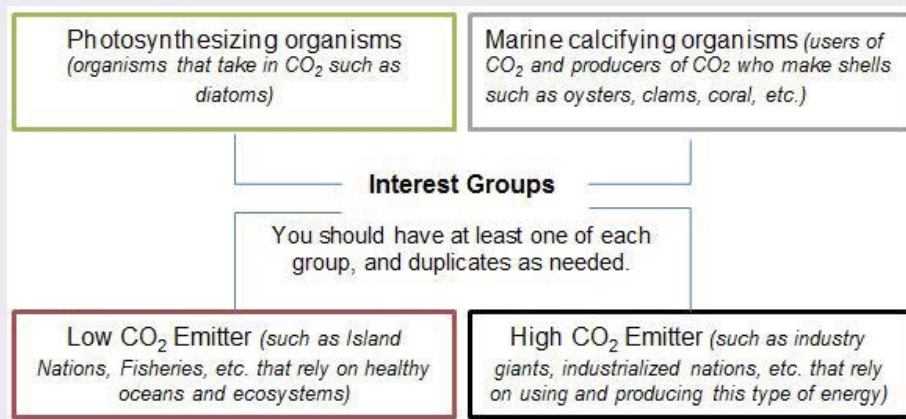 Photosynthesizing organisms
(organisms that take in CO₂ such as
diatoms)
Marine calcifying organisms (users of
CO₂ and producers of CO₂ who make shells
such as oysters, clams, coral, etc.)
Interest Groups
You should have at least one of each
group, and duplicates as needed.
Low CO₂ Emitter (such as Island
Nations, Fisheries, etc. that rely on healthy
oceans and ecosystems)
High CO₂ Emitter (such as industry
giants, industrialized nations, etc. that rely
on using and producing this type of energy)